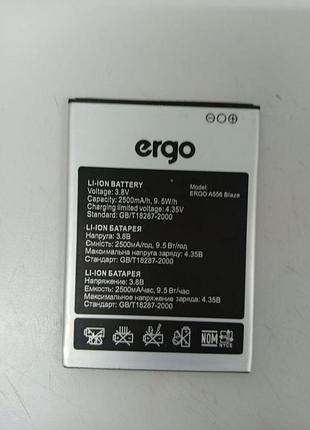 ergo
LI-ION BATTERY
Voltage: 3.8V
Capacity: 2500mA/h, 9.5W/h
Charging limited voltage: 4.35V
Standard: GB/T18287-2000
Model:
ERGO A556 Blaze
LI-ION БАТАРЕЯ
Напруга: 3.8В
Ємність: 2500мА/год, 9.5 Вт/год
Максимальна напруга заряду: 4.35В
Стандарт: GB/T18287-2000
LI-ION БАТАРЕЯ
Напряжение: 3.8В
Емкость: 2500мА/час, 9.5 Вт/час
Максимальное напряжение заряда: 4.35В
Стандарт: GB/T18287-2000
NOM
NYCE